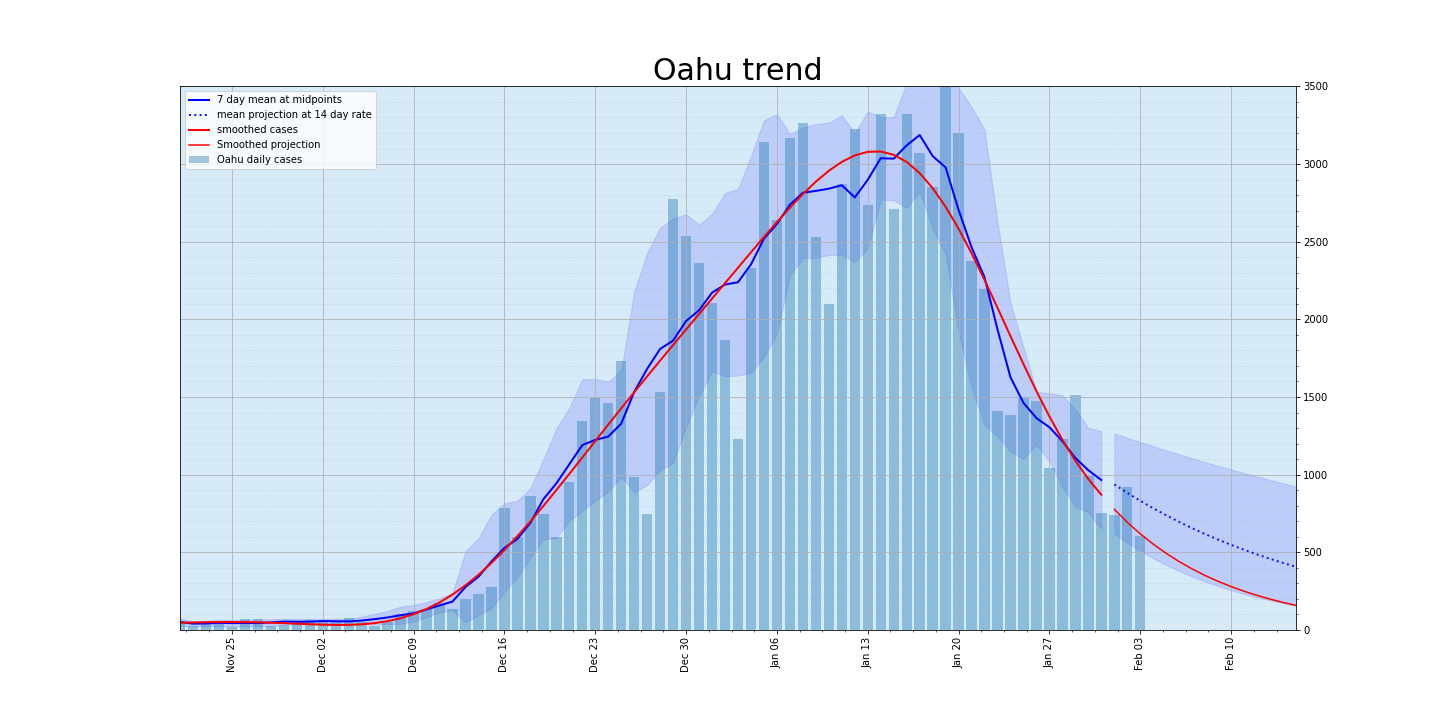 Oahu trend
7 day mean at midpoints
mean projection at 14 day rate
smoothed cases
Smoothed projection
Oahu daily cases
3500
3000
2500
2000
1500
1000
500
0
Nov 25
Dec 02
Dec 09
Dec 16
Dec 23
Dec 30
Jan 06
Jan 13
Jan 20
Jan 27
Feb 03
Feb 10